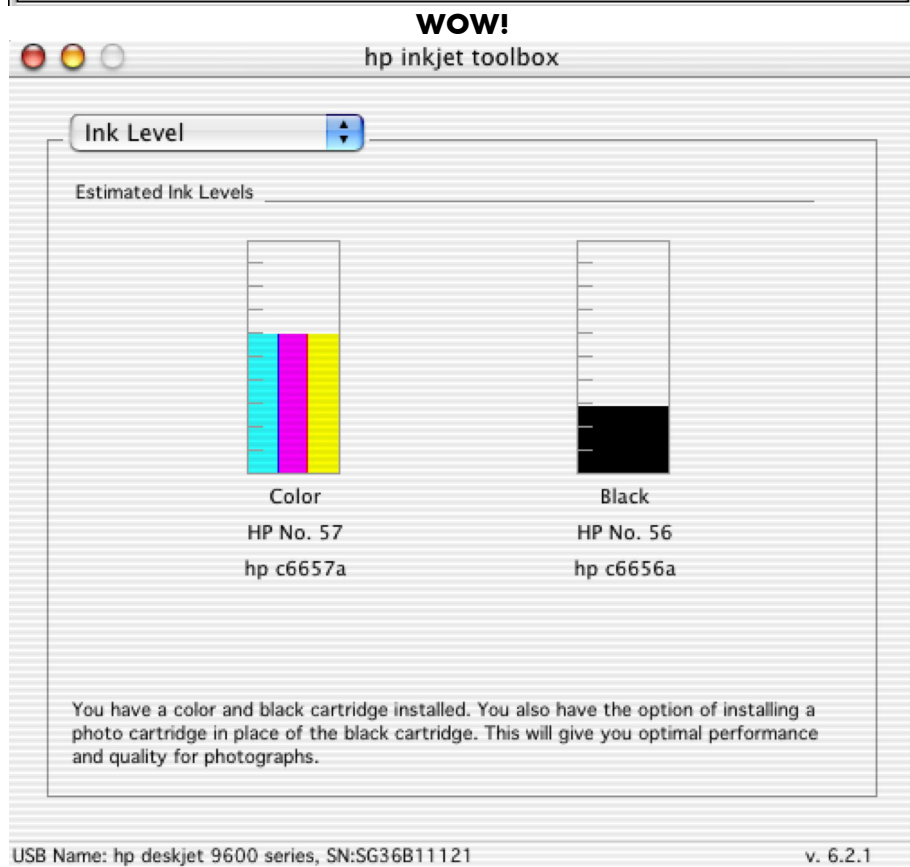 WOW!
hp inkjet toolbox
Ink Level
Estimated Ink Levels
Color
Black
HP No. 57
HP No. 56
hp c6657a
hp c6656a
You have a color and black cartridge installed. You also have the option of installing a
photo cartridge in place of the black cartridge. This will give you optimal performance
and quality for photographs.
USB Name: hp deskjet 9600 series, SN:SG36B11121
v. 6.2.1